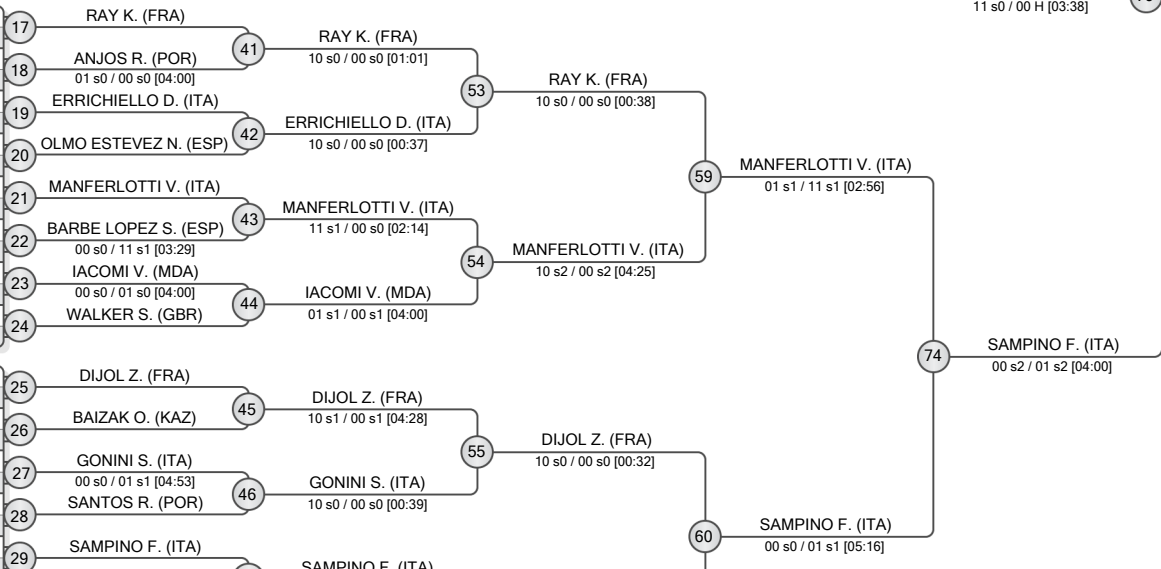 11 s0 / 00 H [03:38]
17
RAY K. (FRA)
18
ANJOS R. (POR)
01 s0 / 00 s0 [04:00]
41
RAY K. (FRA)
10 s0 / 00 s0 [01:01]
19
ERRICHIELLO D. (ITA)
20
OLMO ESTEVEZ N. (ESP)
42
ERRICHIELLO D. (ITA)
10 s0 / 00 s0 [00:37]
53
RAY K. (FRA)
10 s0 / 00 s0 [00:38]
21
MANFERLOTTI V. (ITA)
22
BARBE LOPEZ S. (ESP)
00 s0 / 11 s1 [03:29]
43
MANFERLOTTI V. (ITA)
11 s1 / 00 s0 [02:14]
23
IACOMI V. (MDA)
00 s0 / 01 s0 [04:00]
24
WALKER S. (GBR)
44
IACOMI V. (MDA)
01 s1 / 00 s1 [04:00]
54
MANFERLOTTI V. (ITA)
10 s2 / 00 s2 [04:25]
59
MANFERLOTTI V. (ITA)
01 s1 / 11 s1 [02:56]
25
DIJOL Z. (FRA)
26
BAIZAK O. (KAZ)
45
DIJOL Z. (FRA)
10 s1 / 00 s1 [04:28]
27
GONINI S. (ITA)
00 s0 / 01 s1 [04:53]
28
SANTOS R. (POR)
46
GONINI S. (ITA)
10 s0 / 00 s0 [00:39]
55
DIJOL Z. (FRA)
10 s0 / 00 s0 [00:32]
29
SAMPINO F. (ITA)
SAMPINO F. (ITA)
60
SAMPINO F. (ITA)
00 s0 / 01 s1 [05:16]
74
SAMPINO F. (ITA)
00 s2 / 01 s2 [04:00]